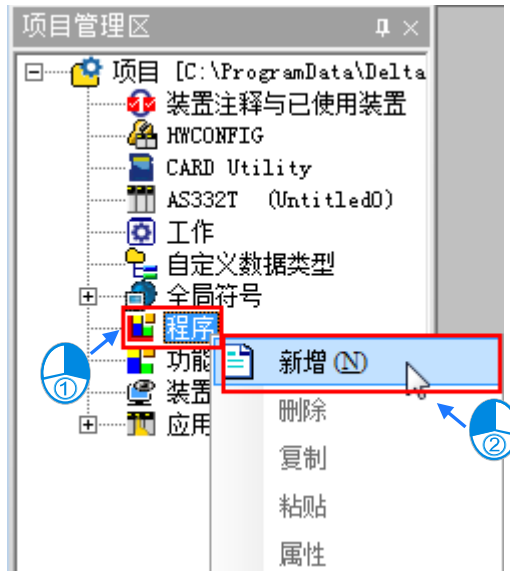 项目管理区
项目 [C:\ProgramData\Delta
装置注释与已使用装置
HWCONFIG
CARD Utility
AS332T (Untitled0)
工作
自定义数据类型
全局符号
程序
新增(N)
功能
装置
应用
删除
复制
粘贴
属性
①
②